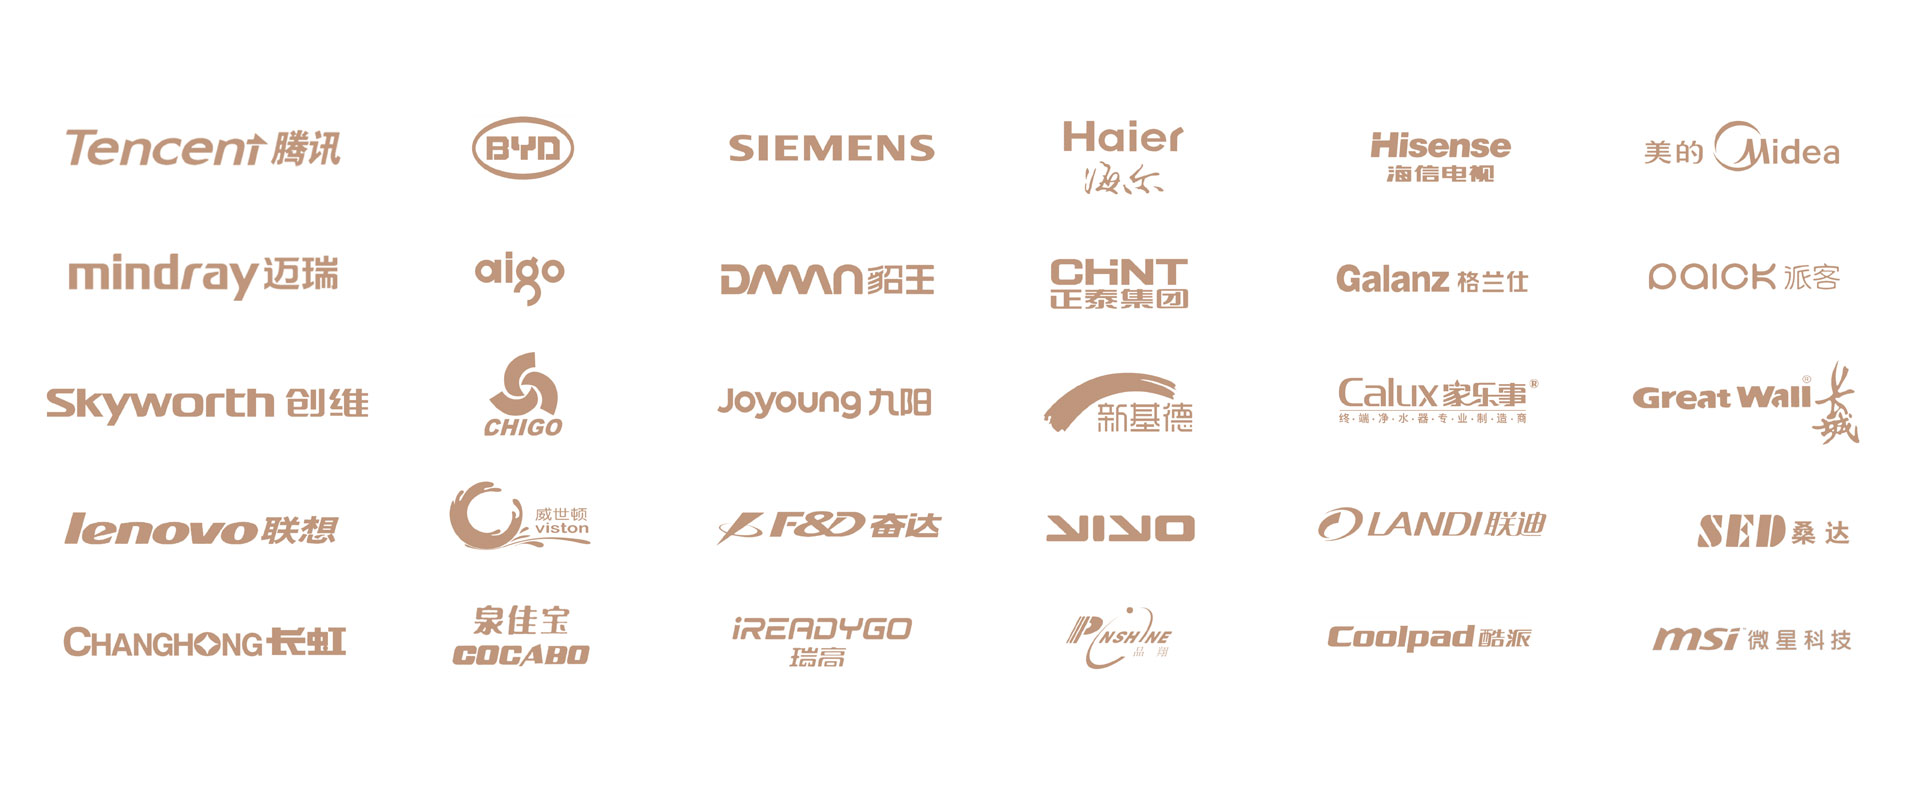 Tencent 腾讯
BYD
SIEMENS
Haier
海尔
Hisense
海信电视
美的 Midea
mindray 迈瑞
aigo
DMMN 貂王
CHINT
正泰集团
Galanz 格兰仕
PAICK 派客
Skyworth 创维
CHIGO
Joyoung 九阳
新基德
Calux 家乐事®
终·端·净·水·器·专·业·制·造·商
Great Wall® 长城
lenovo 联想
威世顿
viston
F&D 奋达
VIVO
LANDI 联迪
SED 桑达
CHANGHONG 长虹
泉佳宝
COCABO
iREADYGO
瑞高
PINSHINE
品翔
Coolpad 酷派
msi™ 微星科技